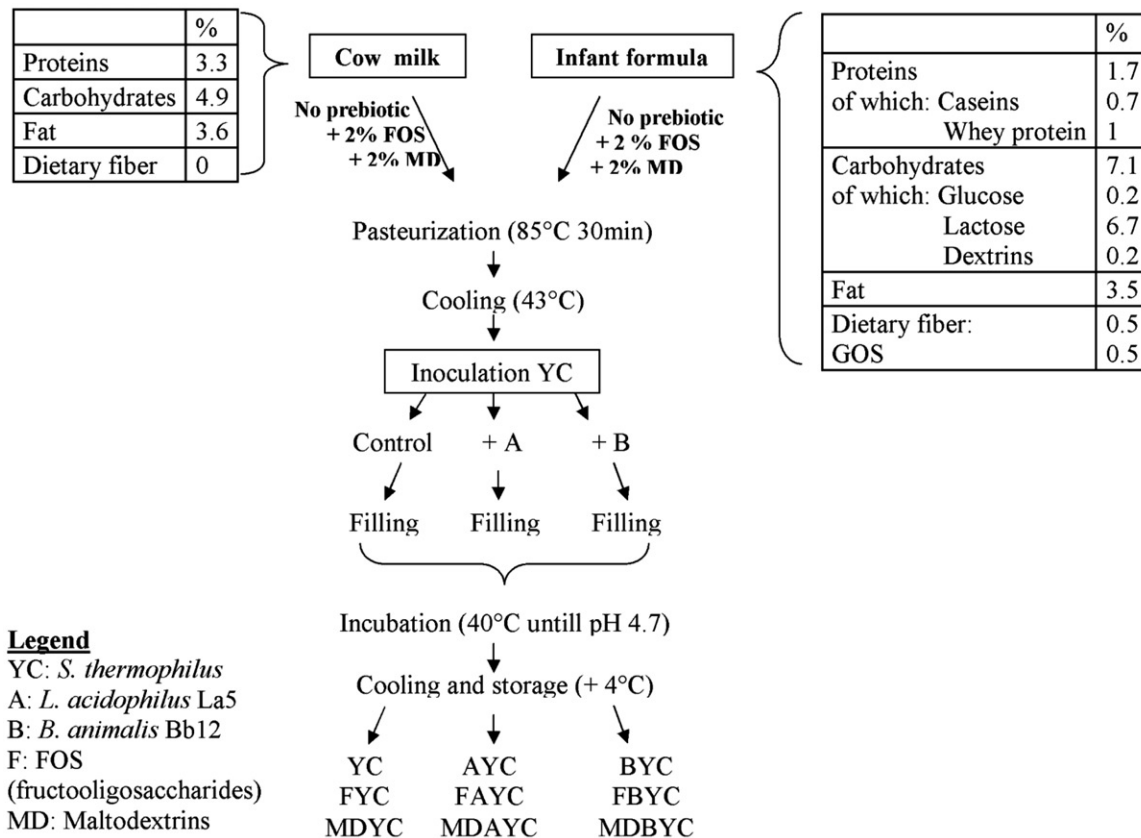 %
Proteins 3.3
Carbohydrates 4.9
Fat 3.6
Dietary fiber 0
Cow milk
Infant formula
%
Proteins 1.7
of which: Caseins 0.7
Whey protein 1
Carbohydrates 7.1
of which: Glucose 0.2
Lactose 6.7
Dextrins 0.2
Fat 3.5
Dietary fiber: 0.5
GOS 0.5
No prebiotic
+ 2% FOS
+ 2% MD
No prebiotic
+ 2 % FOS
+ 2% MD
Pasteurization (85°C 30min)
Cooling (43°C)
Inoculation YC
Control + A + B
Filling Filling Filling
Incubation (40°C untill pH 4.7)
Cooling and storage (+ 4°C)
YC AYC BYC
FYC FAYC FBYC
MDYC MDAYC MDBYC
Legend
YC: S. thermophilus
A: L. acidophilus La5
B: B. animalis Bb12
F: FOS
(fructooligosaccharides)
MD: Maltodextrins